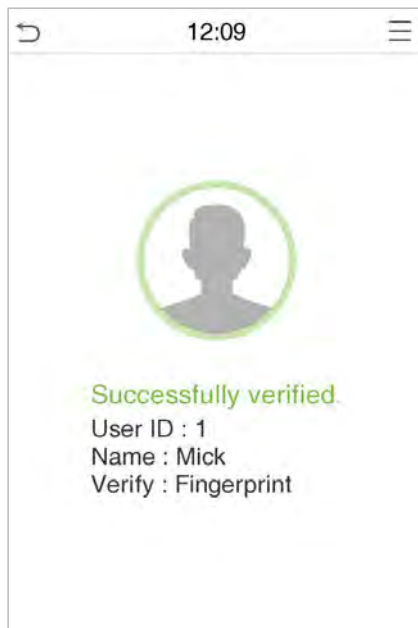 12:09
Successfully verified.
User ID : 1
Name : Mick
Verify : Fingerprint